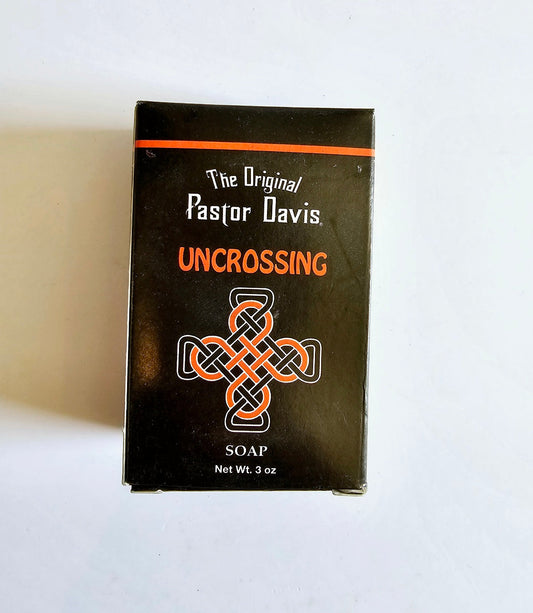 The Original
Pastor Davis®
UNCROSSING
SOAP
Net Wt. 3 oz